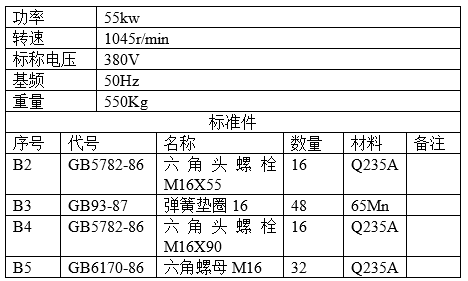 功率 55kw
转速 1045r/min
标称电压 380V
基频 50Hz
重量 550Kg
标准件
序号 代号 名称 数量 材料 备注
B2 GB5782-86 六角头螺栓 16 Q235A
M16X55
B3 GB93-87 弹簧垫圈 16 48 65Mn
B4 GB5782-86 六角头螺栓 16 Q235A
M16X90
B5 GB6170-86 六角螺母 M16 32 Q235A